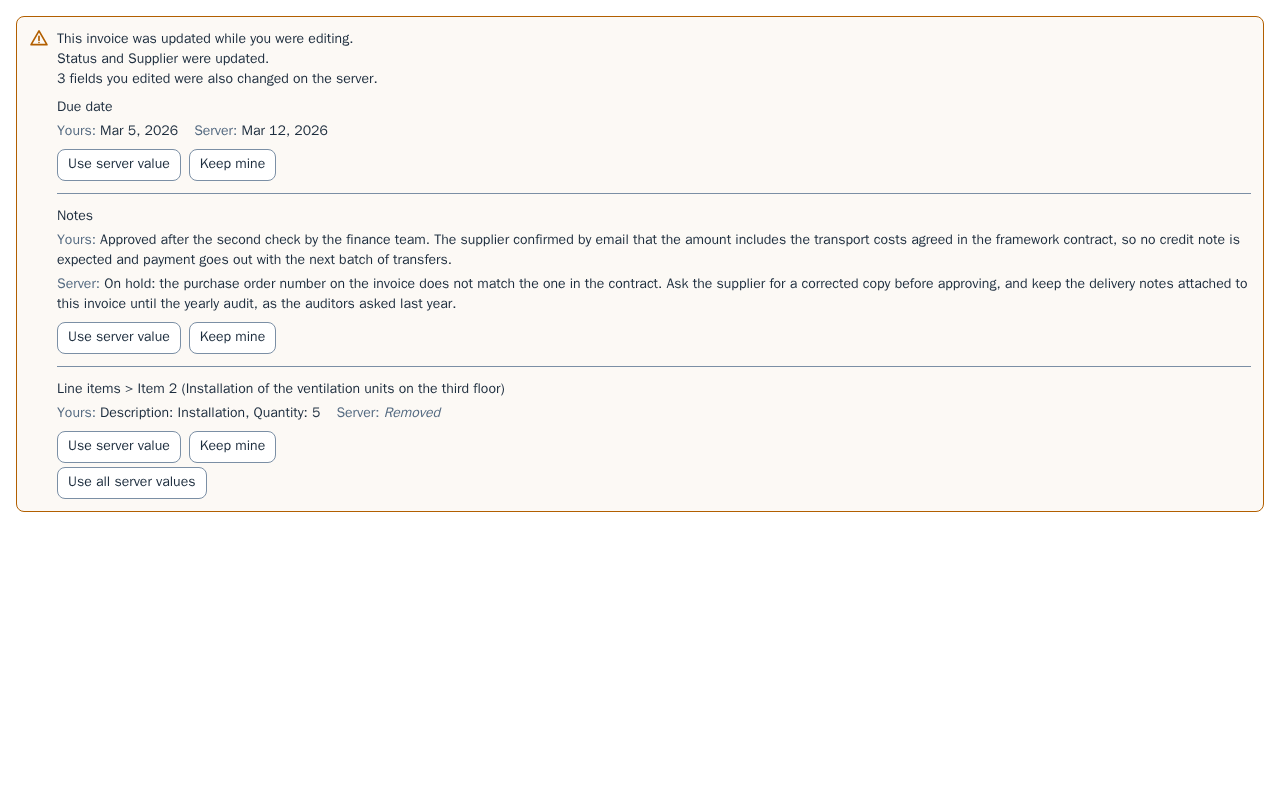 This invoice was updated while you were editing.
Status and Supplier were updated.
3 fields you edited were also changed on the server.
Due date
Yours: Mar 5, 2026 Server: Mar 12, 2026
Use server value Keep mine
Notes
Yours: Approved after the second check by the finance team. The supplier confirmed by email that the amount includes the transport costs agreed in the framework contract, so no credit note is
expected and payment goes out with the next batch of transfers.
Server: On hold: the purchase order number on the invoice does not match the one in the contract. Ask the supplier for a corrected copy before approving, and keep the delivery notes attached to
this invoice until the yearly audit, as the auditors asked last year.
Use server value Keep mine
Line items > Item 2 (Installation of the ventilation units on the third floor)
Yours: Description: Installation, Quantity: 5 Server: Removed
Use server value Keep mine
Use all server values